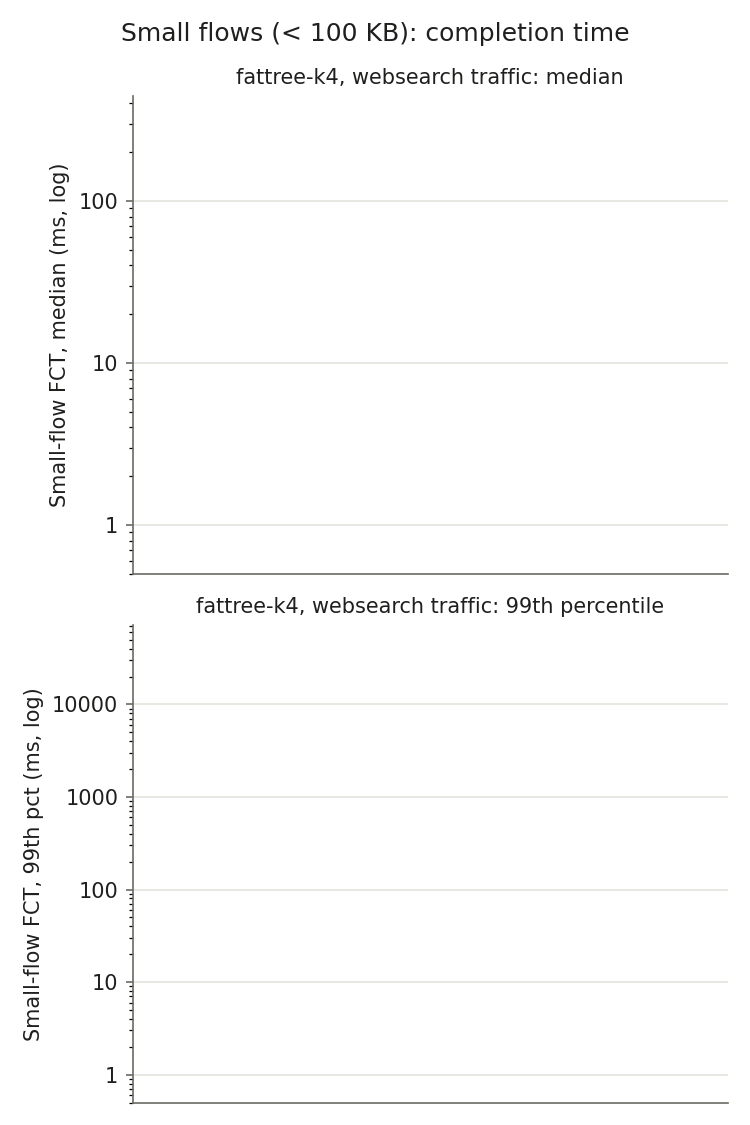 Small flows (< 100 KB): completion time
fattree-k4, websearch traffic: median
Small-flow FCT, median (ms, log)
100
10
1
fattree-k4, websearch traffic: 99th percentile
Small-flow FCT, 99th pct (ms, log)
10000
1000
100
10
1